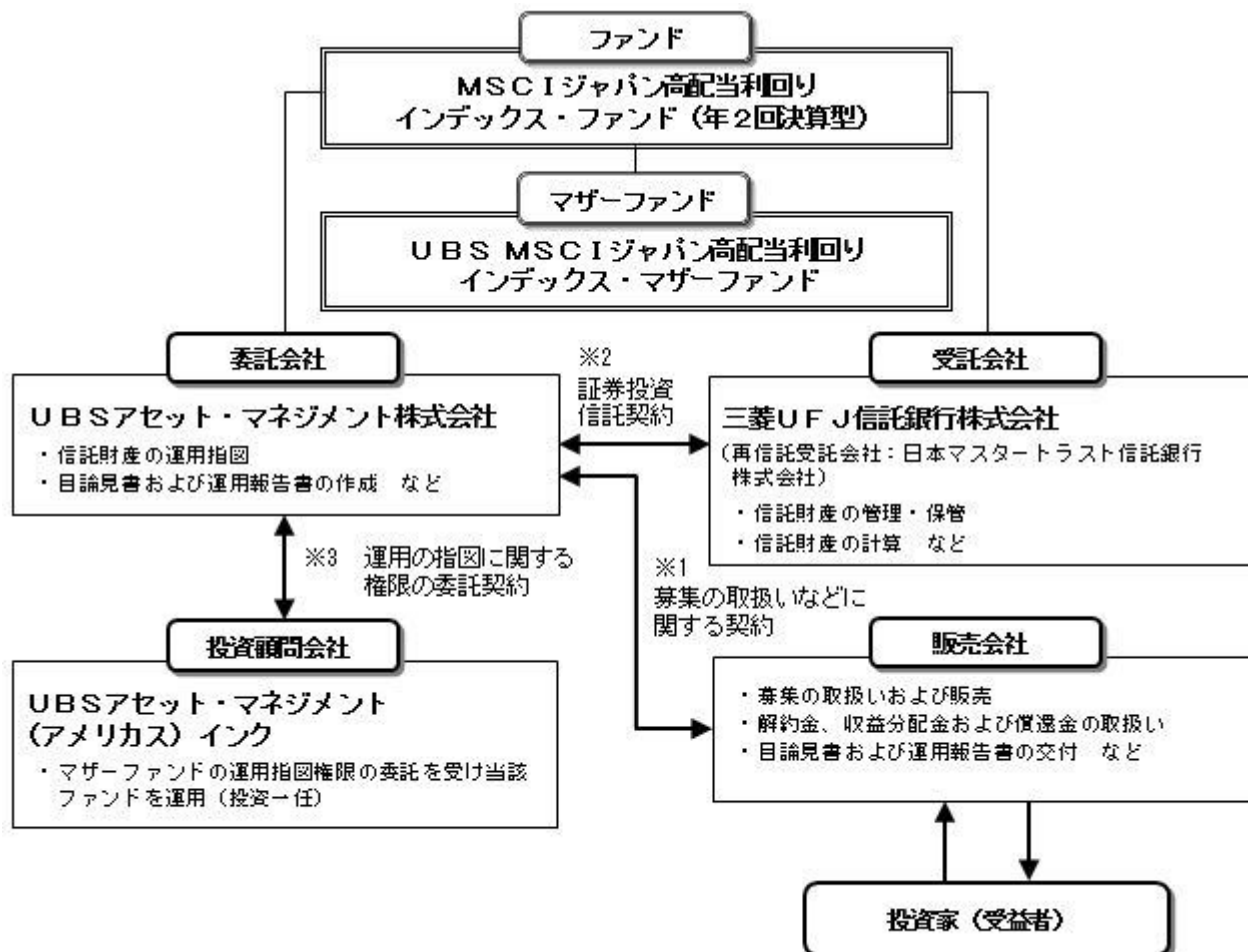 ファンド
MSCIジャパン高配当利回り
インデックス・ファンド（年２回決算型）
マザーファンド
UBS MSCIジャパン高配当利回り
インデックス・マザーファンド
委託会社
UBSアセット・マネジメント株式会社
・信託財産の運用指図
・目論見書および運用報告書の作成　など
※2
証券投資
信託契約
受託会社
三菱UFJ信託銀行株式会社
（再信託受託会社：日本マスタートラスト信託銀行
株式会社）
・信託財産の管理・保管
・信託財産の計算　など
※3　運用の指図に関する
権限の委託契約
※1
募集の取扱いなどに
関する契約
投資顧問会社
UBSアセット・マネジメント
（アメリカス）インク
・マザーファンドの運用指図権限の委託を受け当該
ファンドを運用（投資一任）
販売会社
・募集の取扱いおよび販売
・解約金、収益分配金および償還金の取扱い
・目論見書および運用報告書の交付　など
投資家（受益者）